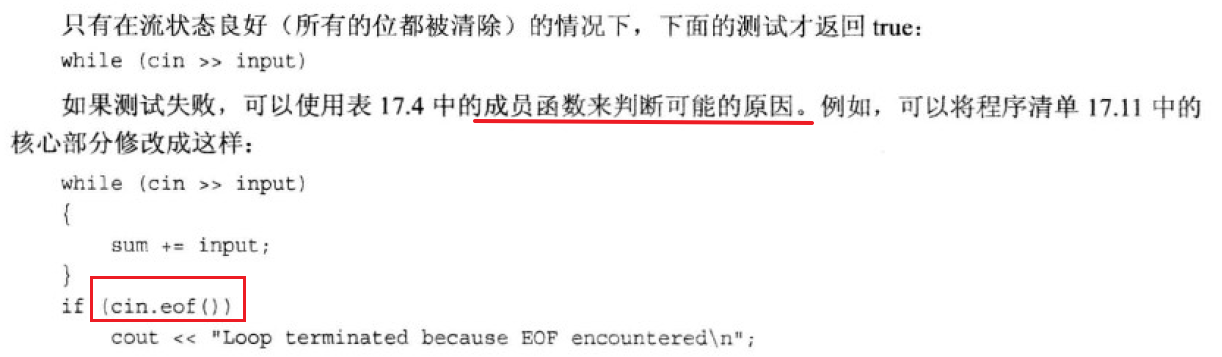 只有在流状态良好（所有的位都被清除）的情况下，下面的测试才返回 true：
while (cin >> input)
如果测试失败，可以使用表 17.4 中的成员函数来判断可能的原因。例如，可以将程序清单 17.11 中的
核心部分修改成这样：
while (cin >> input)
{
sum += input;
}
if (cin.eof())
cout << "Loop terminated because EOF encountered\n";